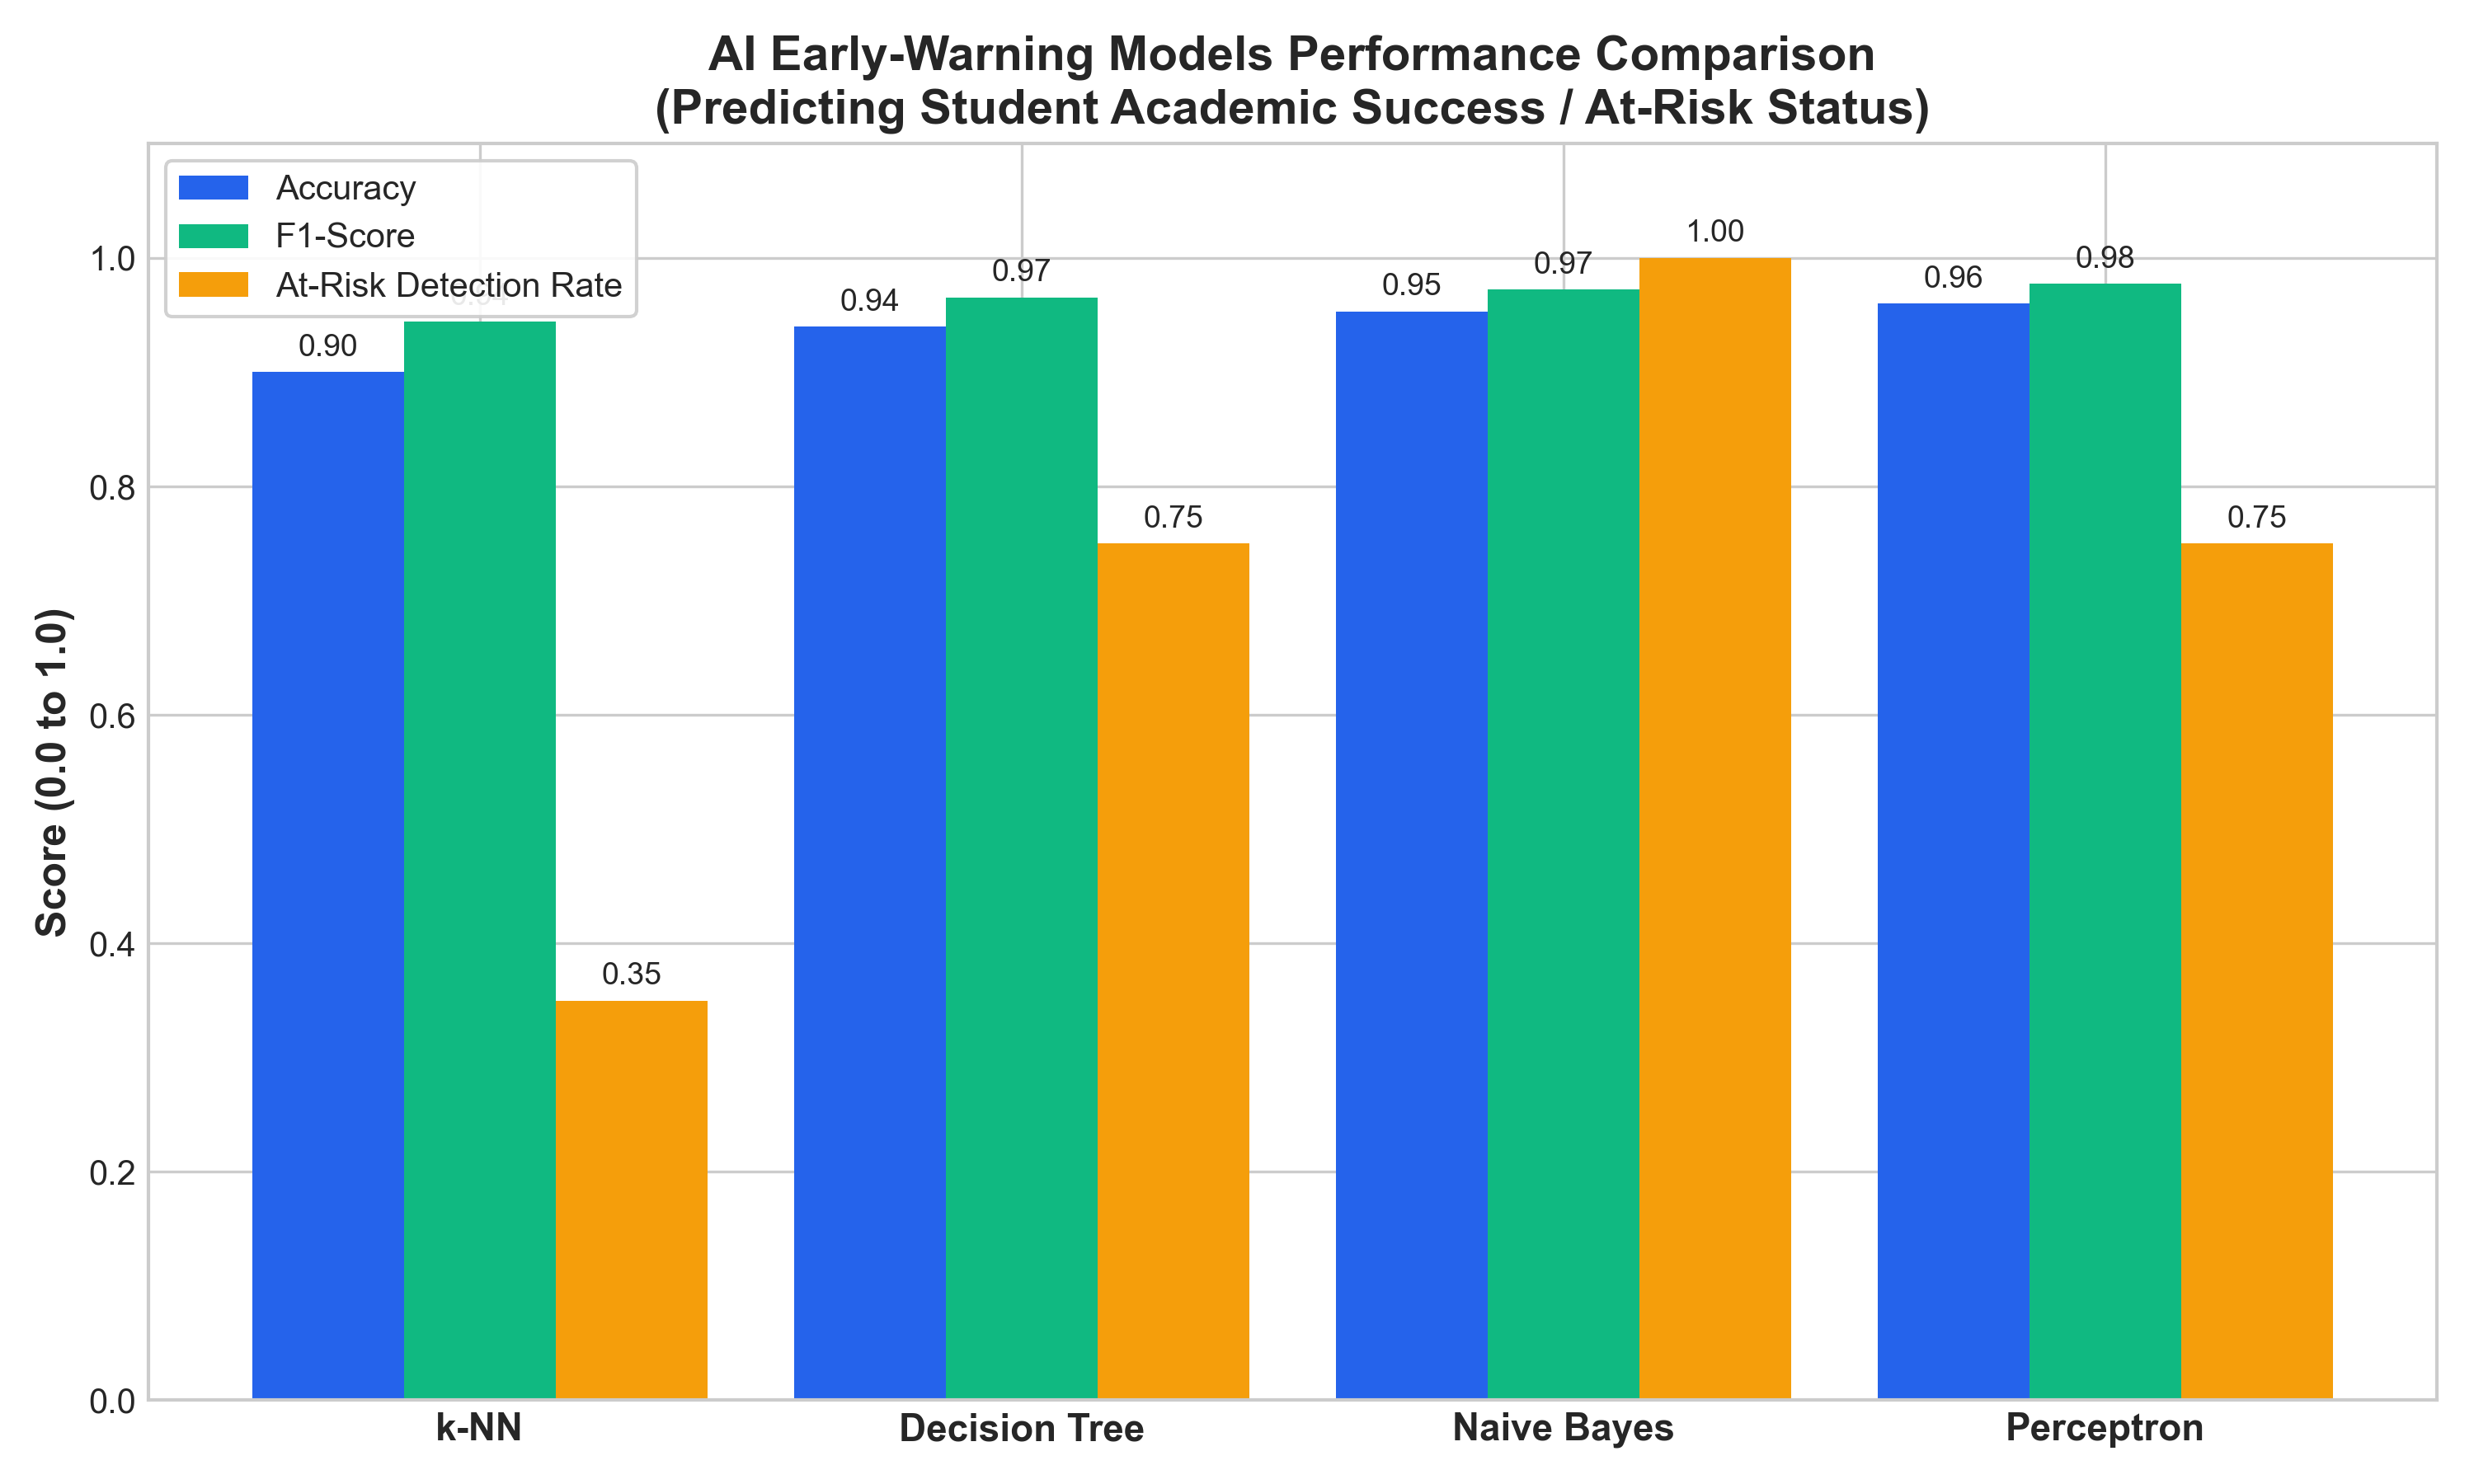 AI Early-Warning Models Performance Comparison
(Predicting Student Academic Success / At-Risk Status)
Accuracy
F1-Score
At-Risk Detection Rate
Score (0.0 to 1.0)
1.0
0.8
0.6
0.4
0.2
0.0
0.90
0.35
0.94
0.97
0.75
0.95
0.97
1.00
0.96
0.98
0.75
k-NN
Decision Tree
Naive Bayes
Perceptron